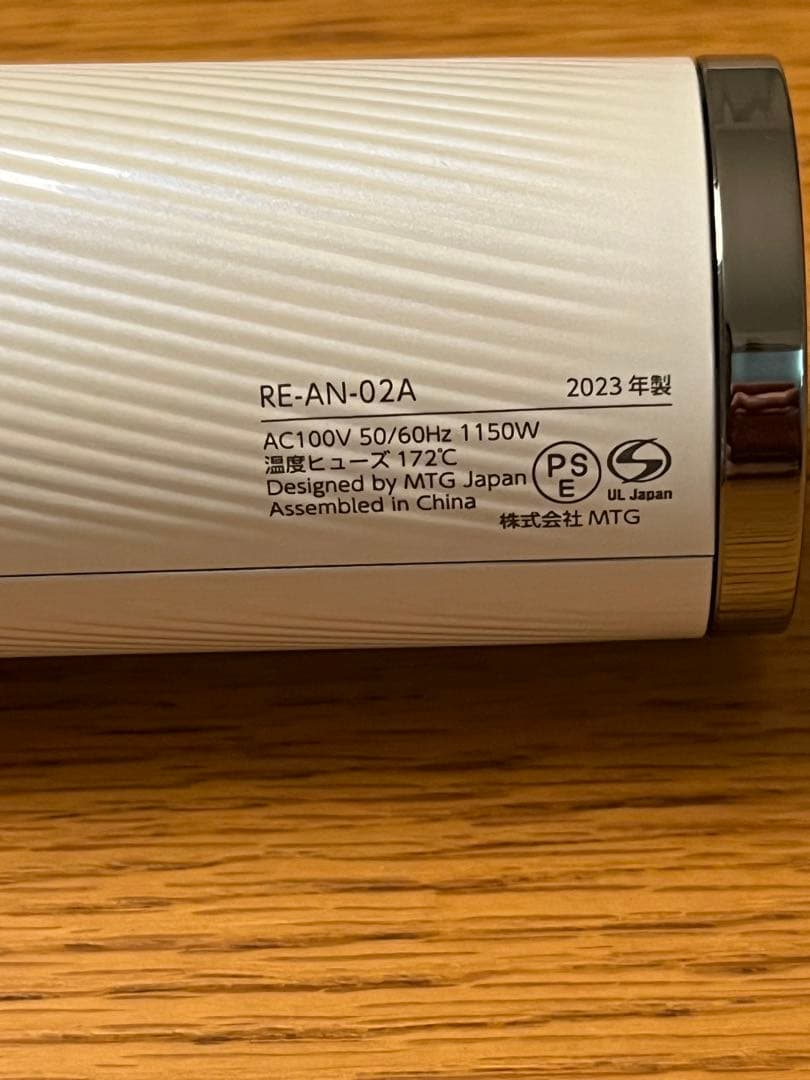 RE-AN-02A 2023年製
AC100V 50/60Hz 1150W
温度ヒューズ 172℃
Designed by MTG Japan
Assembled in China
PS
E
S
UL Japan
株式会社 MTG